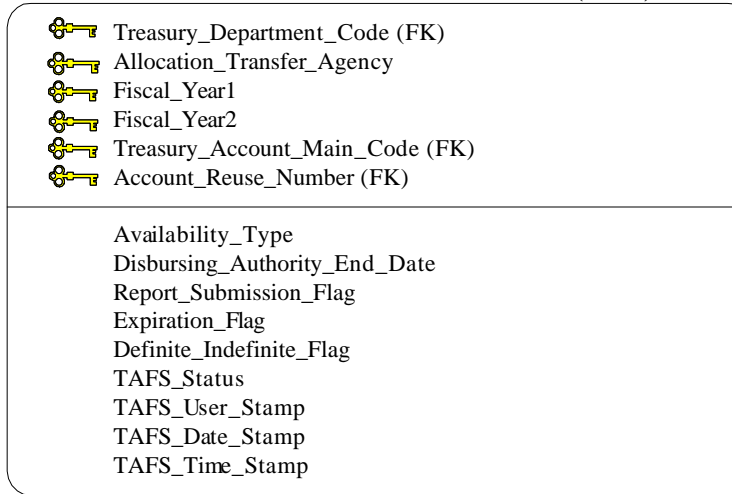 Treasury_Department_Code (FK)
Allocation_Transfer_Agency
Fiscal_Year1
Fiscal_Year2
Treasury_Account_Main_Code (FK)
Account_Reuse_Number (FK)
Availability_Type
Disbursing_Authority_End_Date
Report_Submission_Flag
Expiration_Flag
Definite_Indefinite_Flag
TAFS_Status
TAFS_User_Stamp
TAFS_Date_Stamp
TAFS_Time_Stamp